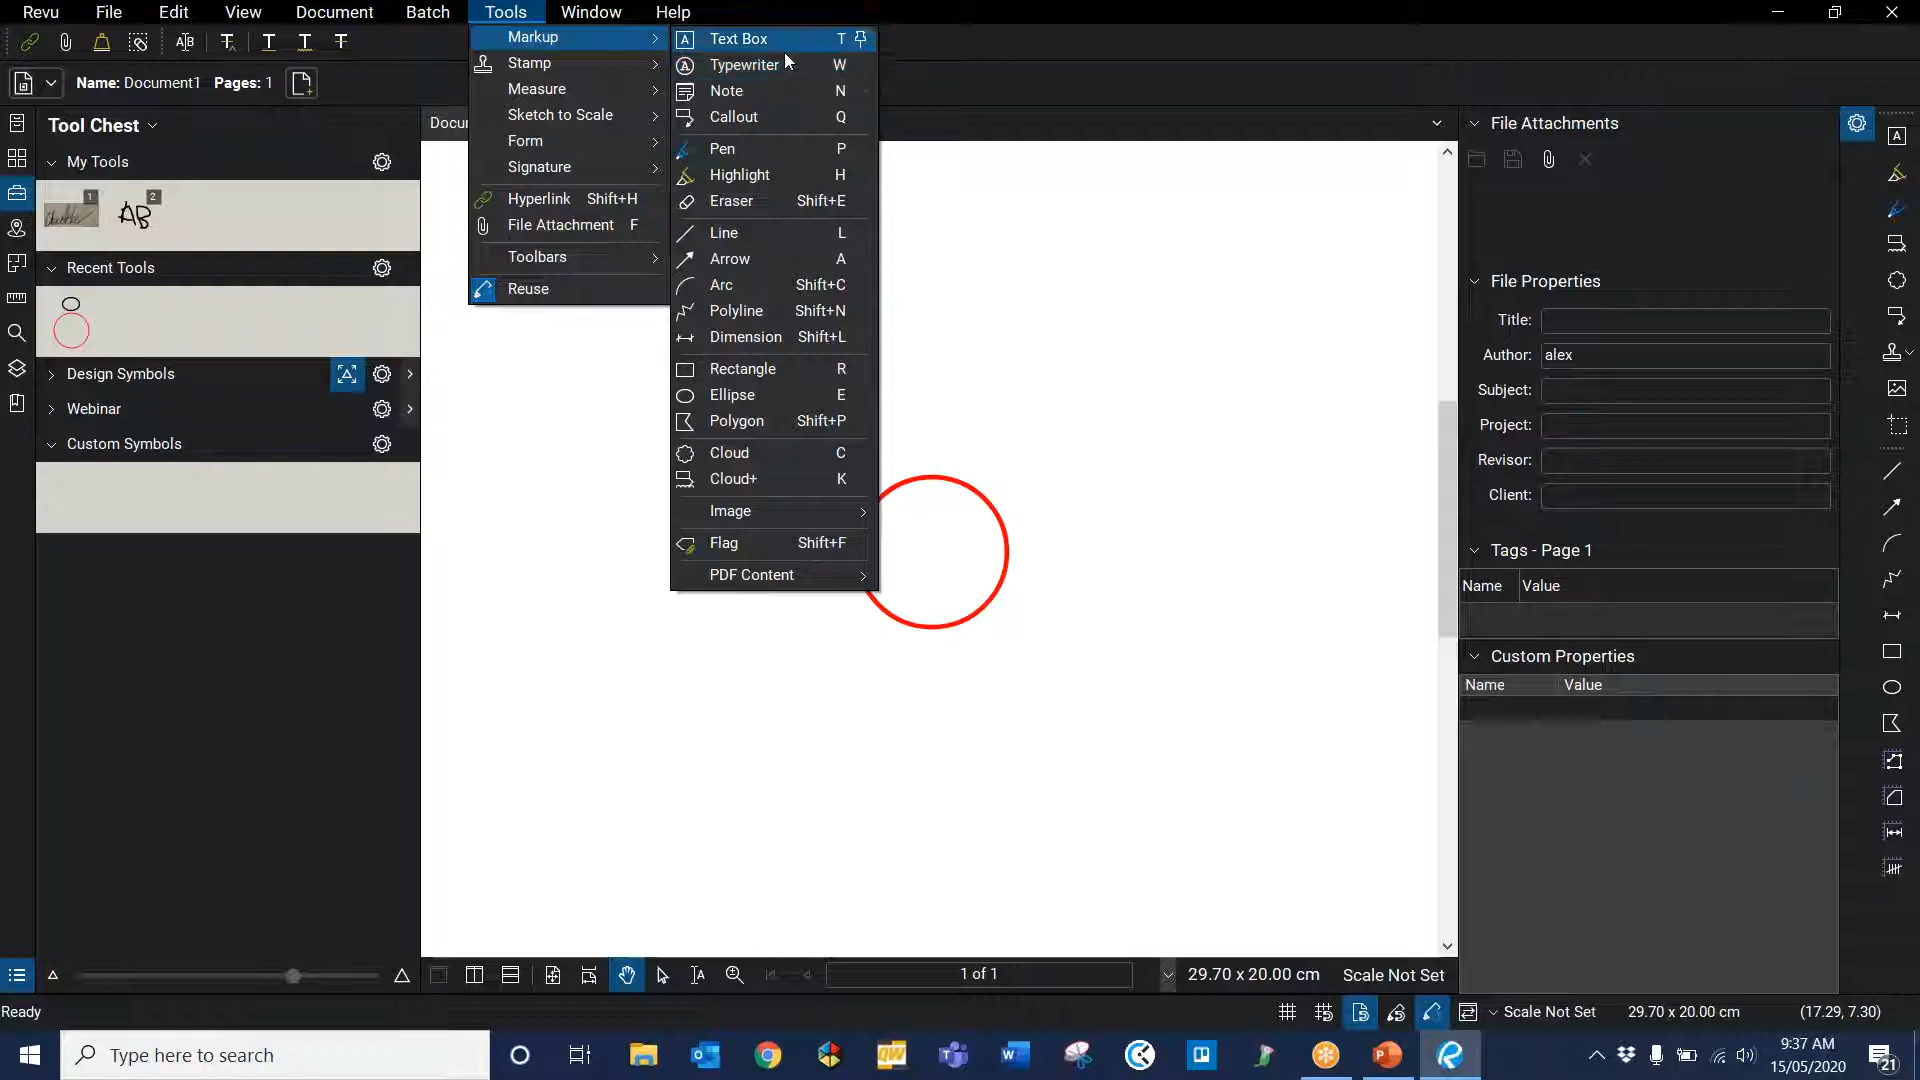 Revu File Edit View Document Batch Tools Window Help
Name: Document1 Pages: 1
Tool Chest
My Tools
1 2
AB
Recent Tools
Design Symbols
Webinar
Custom Symbols
Markup
Stamp
Measure
Sketch to Scale
Form
Signature
Hyperlink Shift+H
File Attachment F
Toolbars
Reuse
Text Box T
Typewriter W
Note N
Callout Q
Pen P
Highlight H
Eraser Shift+E
Line L
Arrow A
Arc Shift+C
Polyline Shift+N
Dimension Shift+L
Rectangle R
Ellipse E
Polygon Shift+P
Cloud C
Cloud+ K
Image
Flag Shift+F
PDF Content
Docu
File Attachments
File Properties
Title:
Author: alex
Subject:
Project:
Revisor:
Client:
Tags - Page 1
Name Value
Custom Properties
Name Value
1 of 1
29.70 x 20.00 cm Scale Not Set
Ready
Scale Not Set 29.70 x 20.00 cm (17.29, 7.30)
Type here to search
9:37 AM
15/05/2020
21